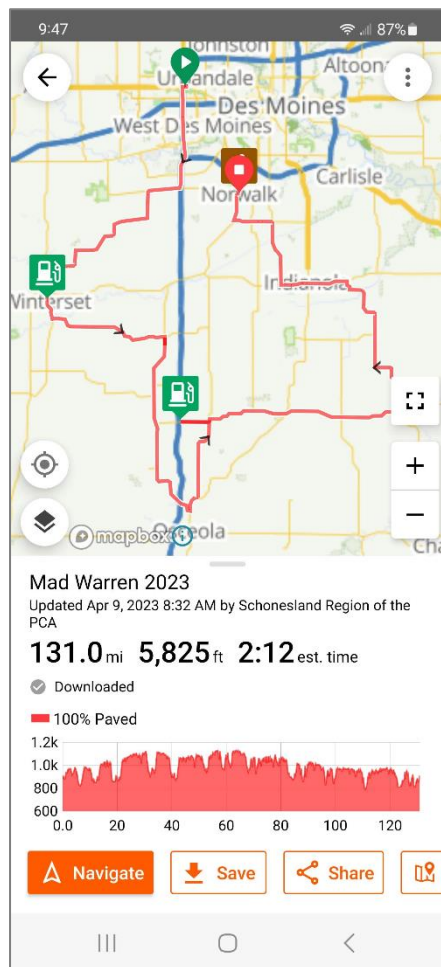 9:47
87%
Johnston
Altoona
Urbandale
Des Moines
West Des Moines
Carlisle
Norwalk
Indianola
Winterset
mapbox
Osceola
Cha
Mad Warren 2023
Updated Apr 9, 2023 8:32 AM by Schonesland Region of the
PCA
131.0 mi 5,825 ft 2:12 est. time
Downloaded
100% Paved
1.2k
1.0k
800
600
0.0 20 40 60 80 100 120
Navigate Save Share